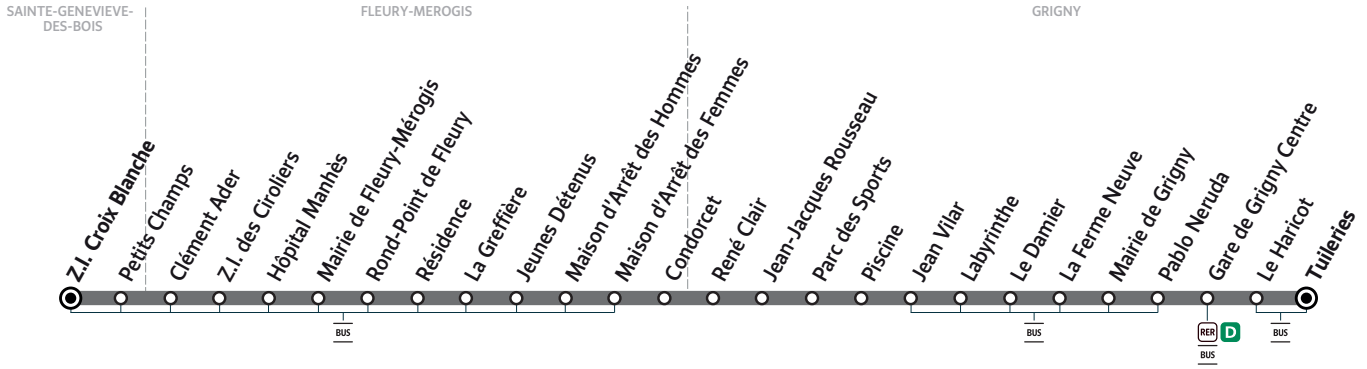 SAINTE-GENEVIEVE-
DES-BOIS
FLEURY-MEROGIS
GRIGNY
Z.I. Croix Blanche
Petits Champs
Clément Ader
Z.I. des Ciroliers
Hôpital Manhès
Mairie de Fleury-Mérogis
Rond-Point de Fleury
Résidence
La Greffière
Jeunes Détenus
Maison d'Arrêt des Hommes
Maison d'Arrêt des Femmes
Condorcet
René Clair
Jean-Jacques Rousseau
Parc des Sports
Piscine
Jean Vilar
Labyrinthe
Le Damier
La Ferme Neuve
Mairie de Grigny
Pablo Neruda
Gare de Grigny Centre
Le Haricot
Tuileries
BUS
BUS
RER D
BUS
BUS